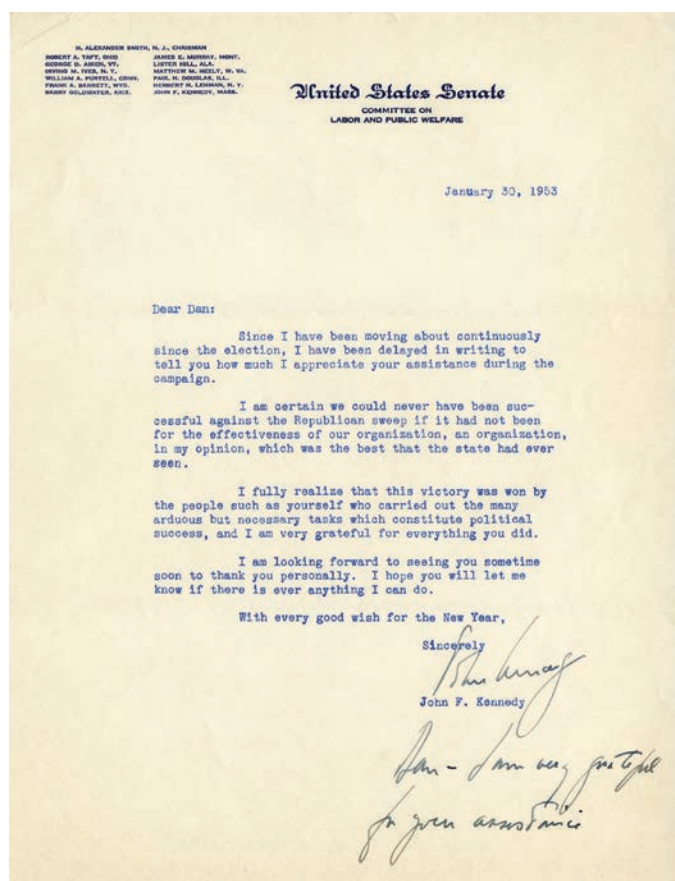 H. ALEXANDER SMITH, N. J., CHAIRMAN
ROBERT A. TAFT, OHIO
GEORGE D. AIKEN, VT.
IRVING M. IVES, N. Y.
WILLIAM A. PURTELL, CONN.
FRANK A. BARRETT, WYO.
BARRY GOLDWATER, ARIZ.
JAMES E. MURRAY, MONT.
LISTER HILL, ALA.
MATTHEW M. NEELY, W. VA.
PAUL H. DOUGLAS, ILL.
HERBERT H. LEHMAN, N. Y.
JOHN F. KENNEDY, MASS.
United States Senate
COMMITTEE ON
LABOR AND PUBLIC WELFARE
January 30, 1953
Dear Dan:
Since I have been moving about continuously
since the election, I have been delayed in writing to
tell you how much I appreciate your assistance during the
campaign.
I am certain we could never have been suc-
cessful against the Republican sweep if it had not been
for the effectiveness of our organization, an organization,
in my opinion, which was the best that the state had ever
seen.
I fully realize that this victory was won by
the people such as yourself who carried out the many
arduous but necessary tasks which constitute political
success, and I am very grateful for everything you did.
I am looking forward to seeing you sometime
soon to thank you personally.  I hope you will let me
know if there is ever anything I can do.
With every good wish for the New Year,
Sincerely
John Kennedy
John F. Kennedy
Dan – I am very grateful
for your assistance